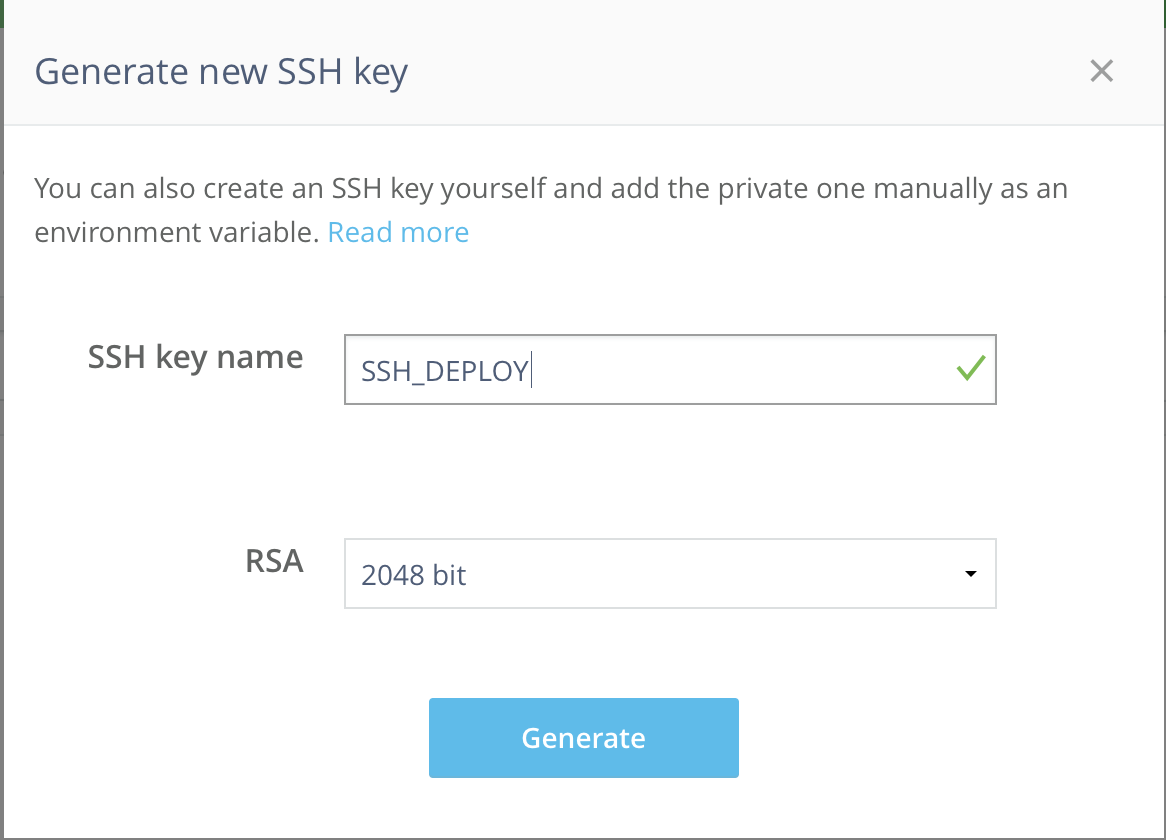 Generate new SSH key
You can also create an SSH key yourself and add the private one manually as an
environment variable. Read more
SSH key name
SSH_DEPLOY
RSA
2048 bit
Generate